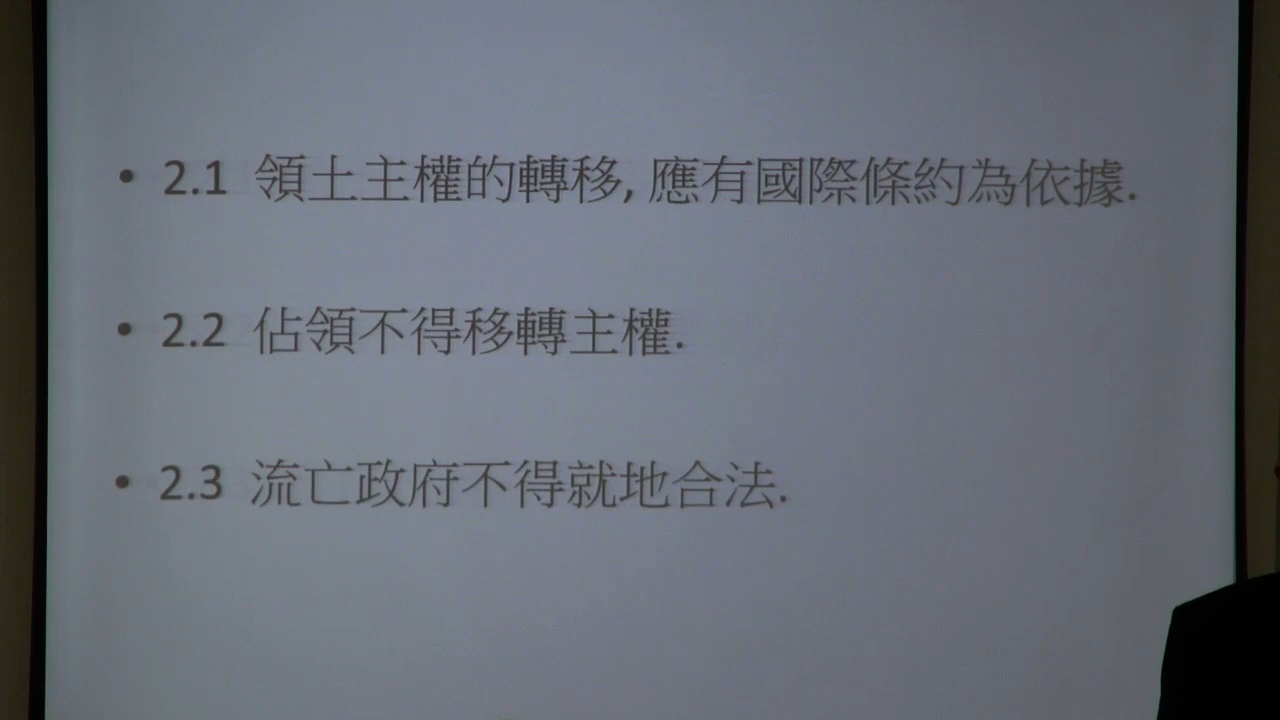 • 2.1 領土主權的轉移, 應有國際條約為依據.
• 2.2 佔領不得移轉主權.
• 2.3 流亡政府不得就地合法.